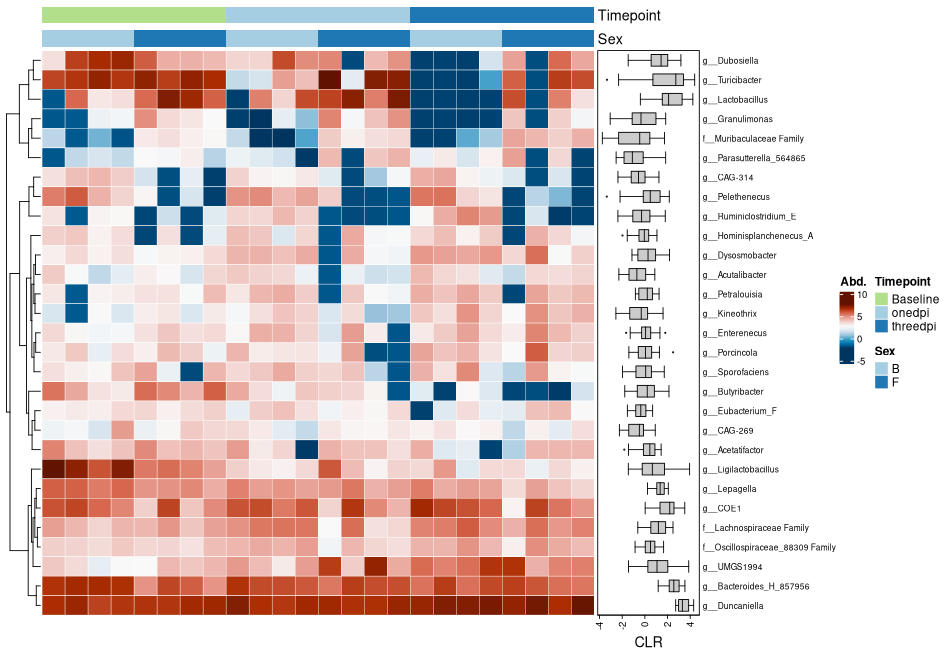 Timepoint
Sex
g__Dubosiella
g__Turicibacter
g__Lactobacillus
g__Granulimonas
f__Muribaculaceae Family
g__Parasutterella_564865
g__CAG-314
g__Pelethenecus
g__Ruminiclostridium_E
g__Hominisplanchenecus_A
g__Dysosmobacter
g__Acutalibacter
g__Petralouisia
g__Kineothrix
g__Enterenecus
g__Porcincola
g__Sporofaciens
g__Butyribacter
g__Eubacterium_F
g__CAG-269
g__Acetatifactor
g__Ligilactobacillus
g__Lepagella
g__COE1
f__Lachnospiraceae Family
f__Oscillospiraceae_88309 Family
g__UMGS1994
g__Bacteroides_H_857956
g__Duncaniella
-4 -2 0 2 4
CLR
Abd.
10
5
0
-5
Timepoint
Baseline
onedpi
threedpi
Sex
B
F